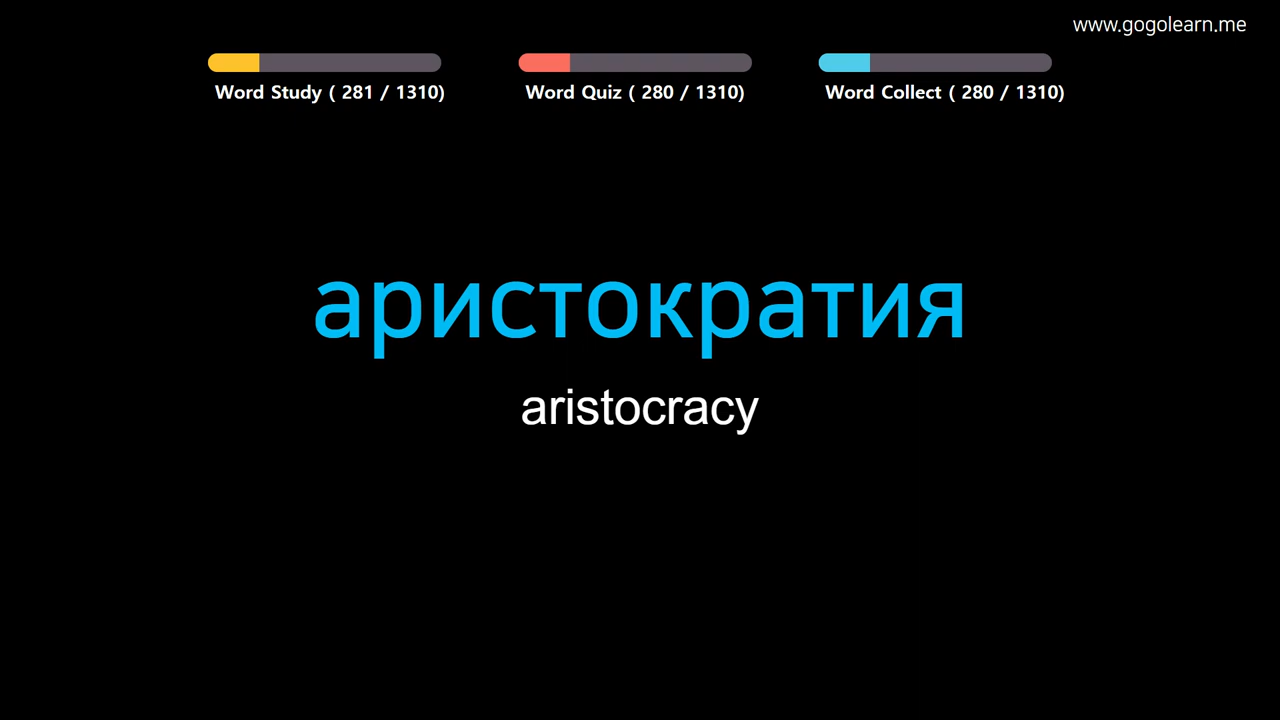 www.gogolearn.me
Word Study ( 281 / 1310)
Word Quiz ( 280 / 1310)
Word Collect ( 280 / 1310)
аристократия
aristocracy